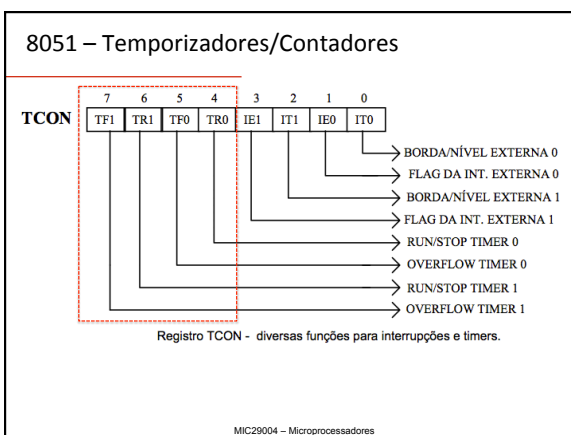 8051 – Temporizadores/Contadores
7 6 5 4 3 2 1 0
TCON TF1 TR1 TF0 TR0 IE1 IT1 IE0 IT0
BORDA/NÍVEL EXTERNA 0
FLAG DA INT. EXTERNA 0
BORDA/NÍVEL EXTERNA 1
FLAG DA INT. EXTERNA 1
RUN/STOP TIMER 0
OVERFLOW TIMER 0
RUN/STOP TIMER 1
OVERFLOW TIMER 1
Registro TCON - diversas funções para interrupções e timers.
MIC29004 – Microprocessadores